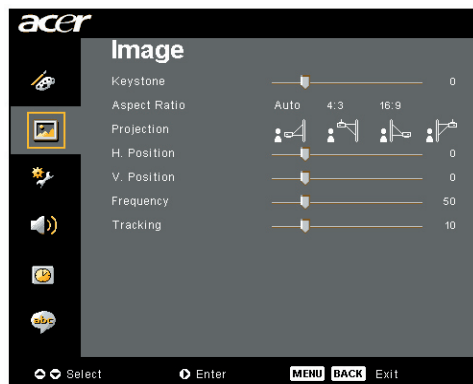 acer
Image
Keystone 0
Aspect Ratio Auto 4:3 16:9
Projection
H. Position 0
V. Position 0
Frequency 50
Tracking 10
abc
Select Enter MENU BACK Exit